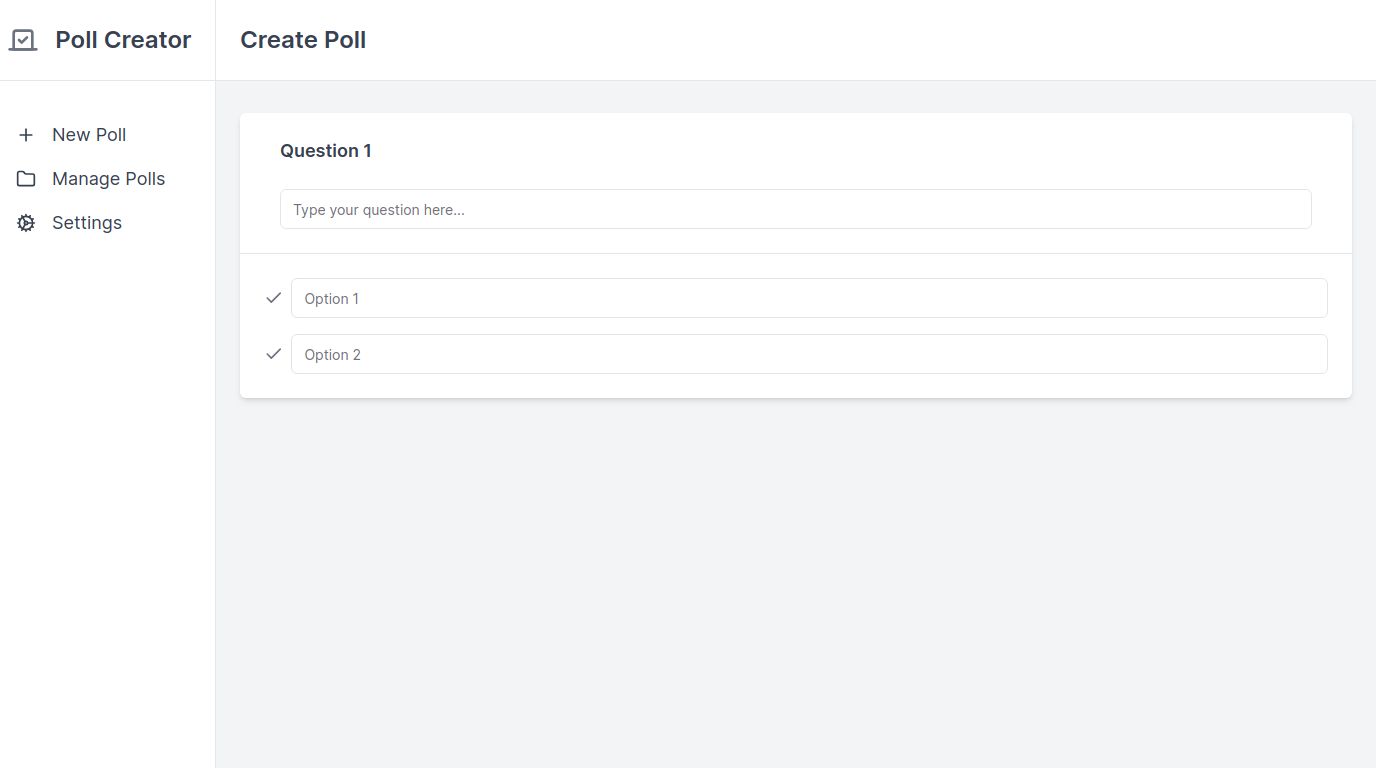 Poll Creator
Create Poll
New Poll
Manage Polls
Settings
Question 1
Type your question here...
Option 1
Option 2